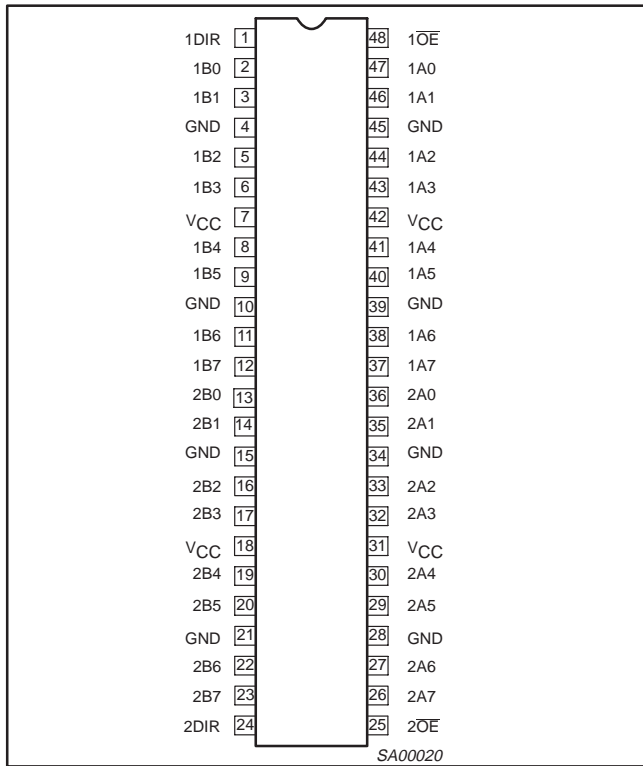 1DIR 1 48 1O̅E̅
1B0 2 47 1A0
1B1 3 46 1A1
GND 4 45 GND
1B2 5 44 1A2
1B3 6 43 1A3
VCC 7 42 VCC
1B4 8 41 1A4
1B5 9 40 1A5
GND 10 39 GND
1B6 11 38 1A6
1B7 12 37 1A7
2B0 13 36 2A0
2B1 14 35 2A1
GND 15 34 GND
2B2 16 33 2A2
2B3 17 32 2A3
VCC 18 31 VCC
2B4 19 30 2A4
2B5 20 29 2A5
GND 21 28 GND
2B6 22 27 2A6
2B7 23 26 2A7
2DIR 24 25 2O̅E̅
SA00020